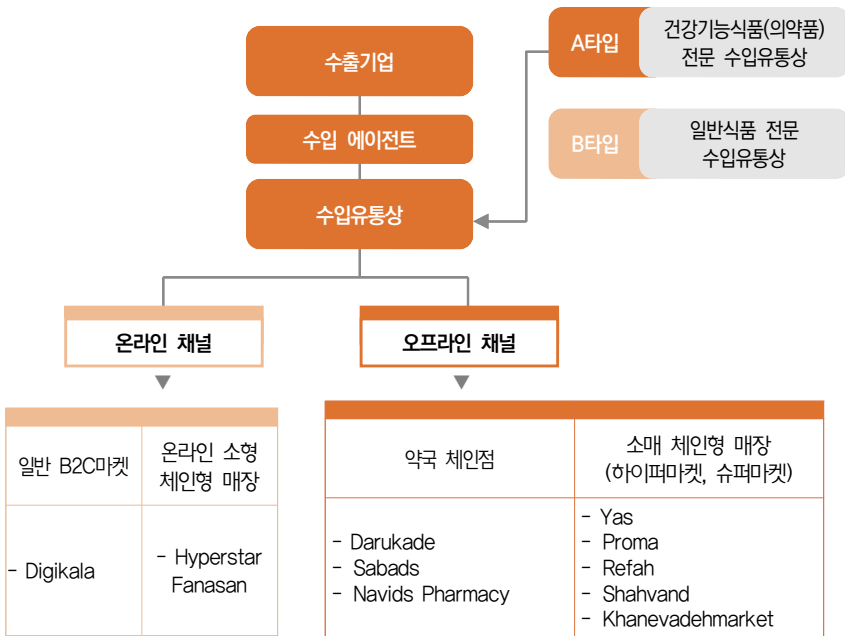 수출기업
수입 에이전트
수입유통상
A타입
건강기능식품(의약품)
전문 수입유통상
B타입
일반식품 전문
수입유통상
온라인 채널
오프라인 채널
일반 B2C마켓
온라인 소형
체인형 매장
- Digikala
- Hyperstar
Fanasan
약국 체인점
소매 체인형 매장
(하이퍼마켓, 슈퍼마켓)
- Darukade
- Sabads
- Navids Pharmacy
- Yas
- Proma
- Refah
- Shahvand
- Khanevadehmarket